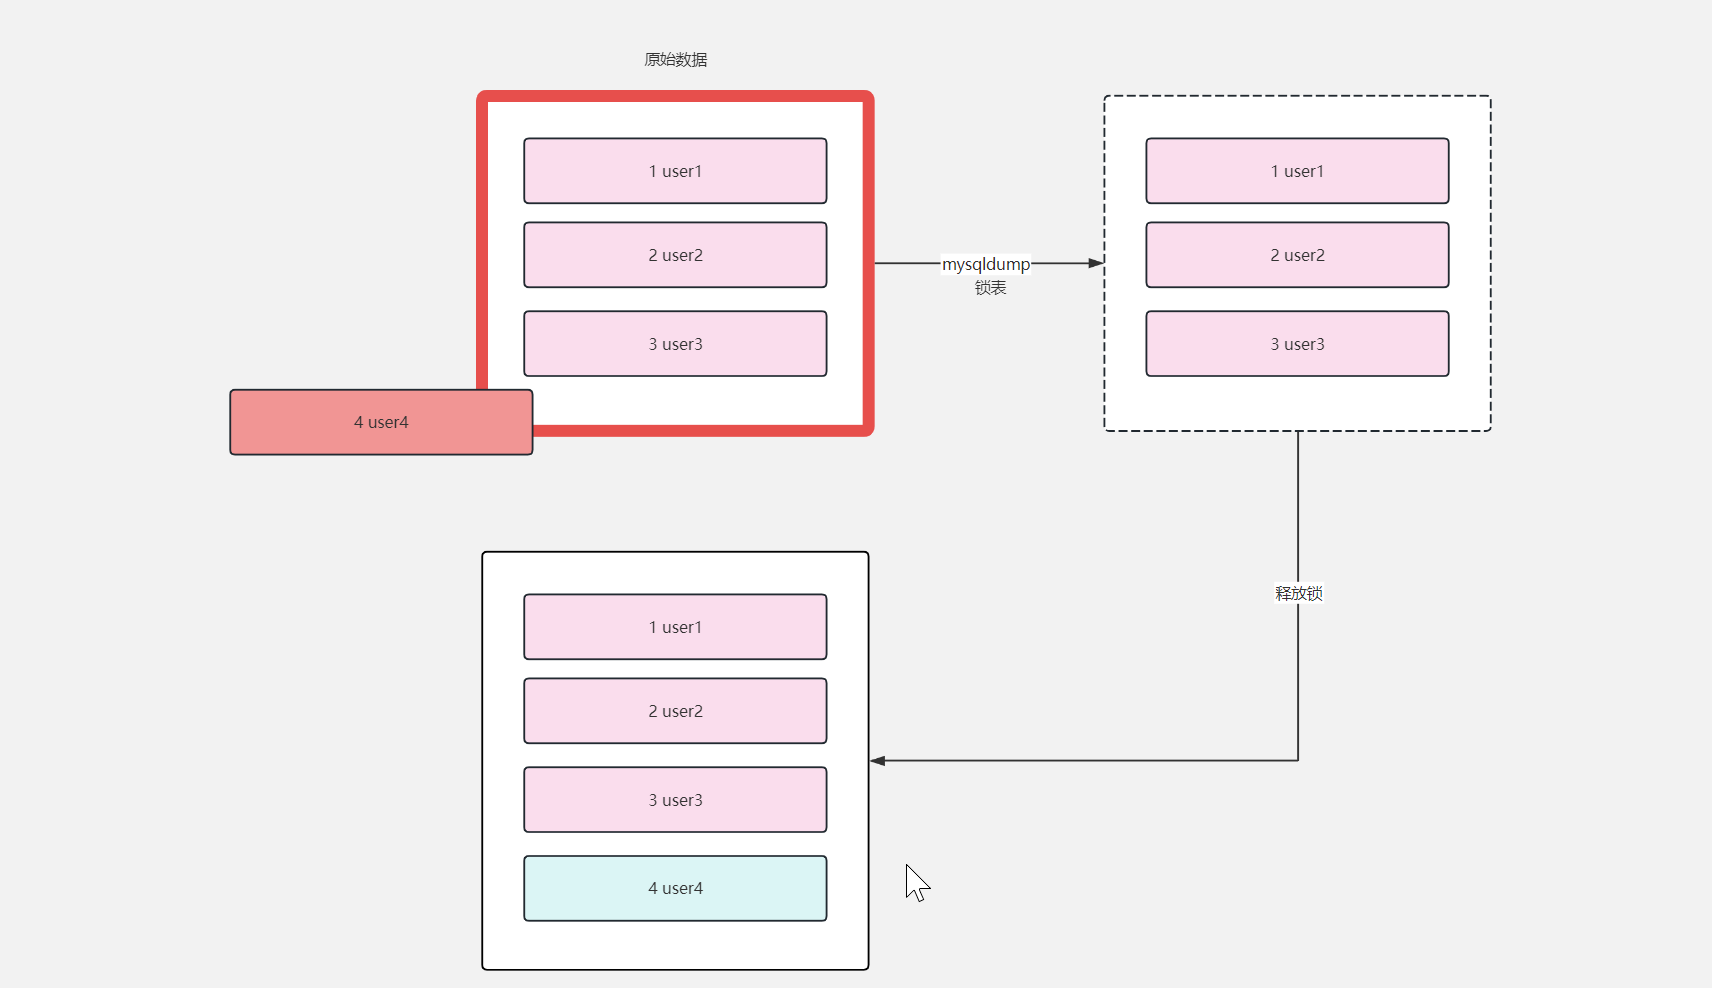 原始数据
1 user1
2 user2
3 user3
4 user4
mysqldump
锁表
1 user1
2 user2
3 user3
释放锁
1 user1
2 user2
3 user3
4 user4